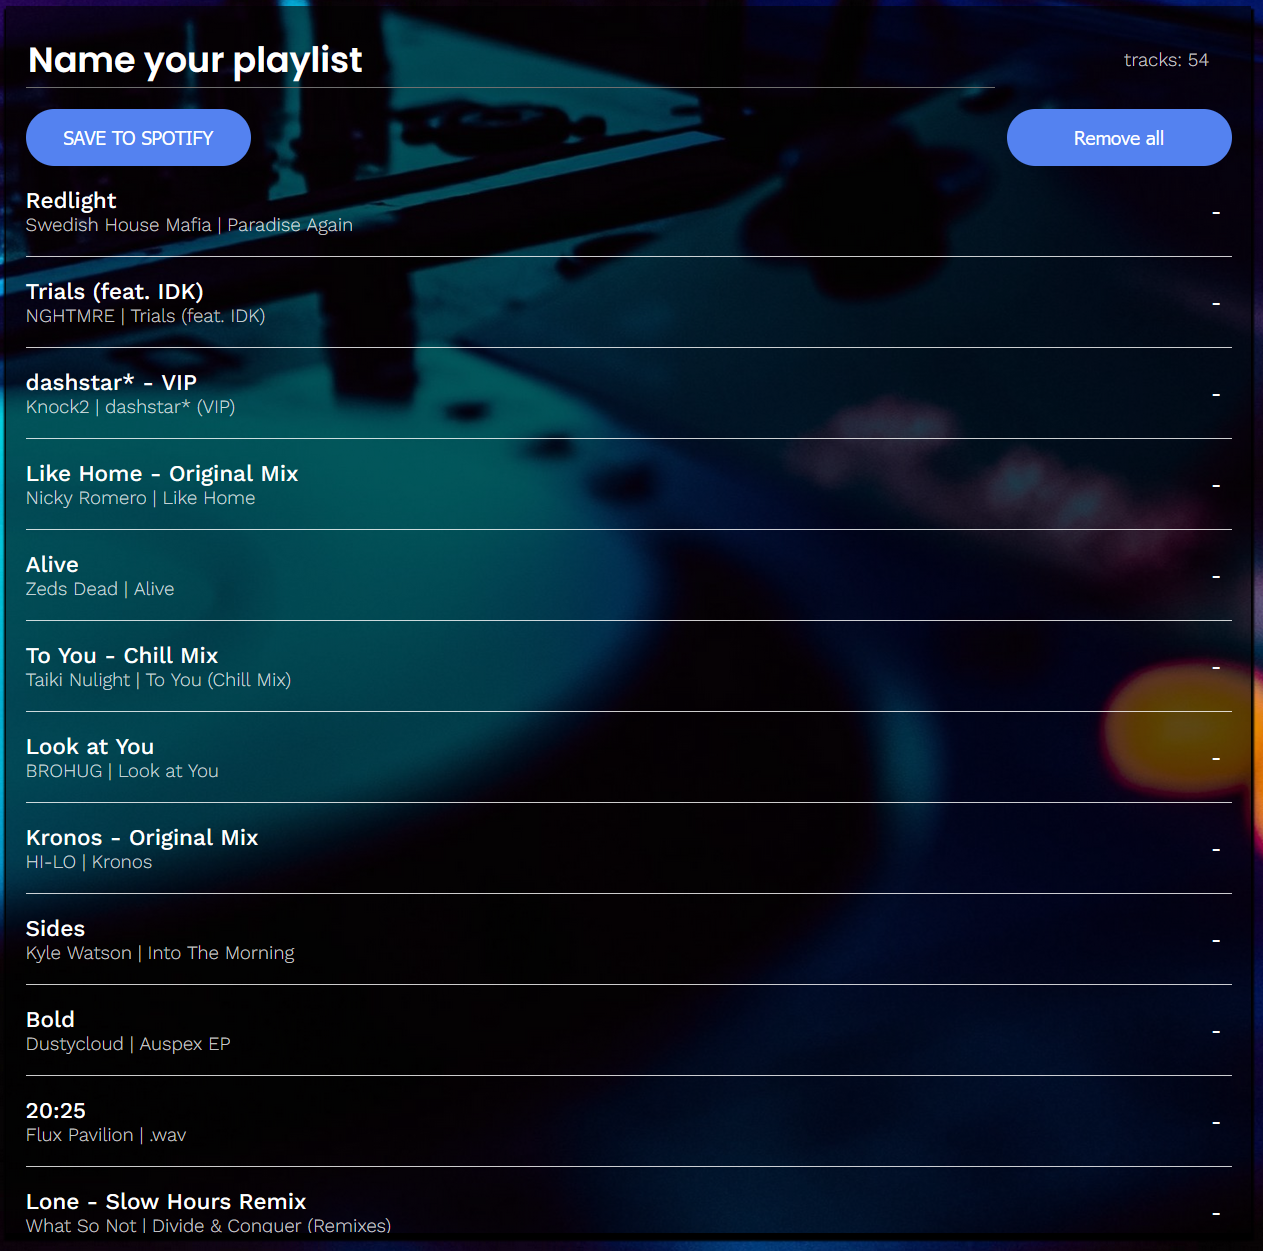 Name your playlist
tracks: 54
SAVE TO SPOTIFY
Remove all
Redlight
Swedish House Mafia | Paradise Again
-
Trials (feat. IDK)
NGHTMRE | Trials (feat. IDK)
-
dashstar* - VIP
Knock2 | dashstar* (VIP)
-
Like Home - Original Mix
Nicky Romero | Like Home
-
Alive
Zeds Dead | Alive
-
To You - Chill Mix
Taiki Nulight | To You (Chill Mix)
-
Look at You
BROHUG | Look at You
-
Kronos - Original Mix
HI-LO | Kronos
-
Sides
Kyle Watson | Into The Morning
-
Bold
Dustycloud | Auspex EP
-
20:25
Flux Pavilion | .wav
-
Lone - Slow Hours Remix
What So Not | Divide & Conquer (Remixes)
-